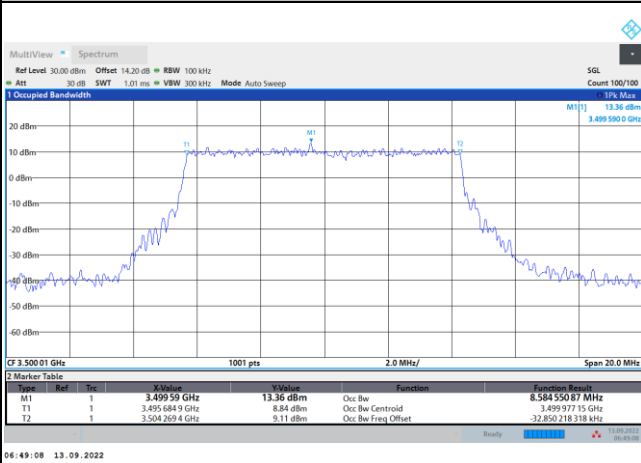 MultiView Spectrum
Ref Level 30.00 dBm Offset 14.20 dB RBW 100 kHz SGL
Att 30 dB SWT 1.01 ms VBW 300 kHz Mode Auto Sweep Count 100/100
1 Occupied Bandwidth 1Pk Max
M1[1] 13.36 dBm
3.499 590 0 GHz
20 dBm
M1
T1 T2
10 dBm
0 dBm
-10 dBm
-20 dBm
-30 dBm
-40 dBm
-50 dBm
-60 dBm
CF 3.500 01 GHz 1001 pts 2.0 MHz/ Span 20.0 MHz
2 Marker Table
Type Ref Trc X-Value Y-Value Function Function Result
M1 1 3.499 59 GHz 13.36 dBm Occ Bw 8.584 550 87 MHz
T1 1 3.495 684 9 GHz 8.84 dBm Occ Bw Centroid 3.499 977 15 GHz
T2 1 3.504 269 4 GHz 9.11 dBm Occ Bw Freq Offset -32.850 218 318 kHz
Ready 13.09.2022
06:49:08
06:49:08 13.09.2022